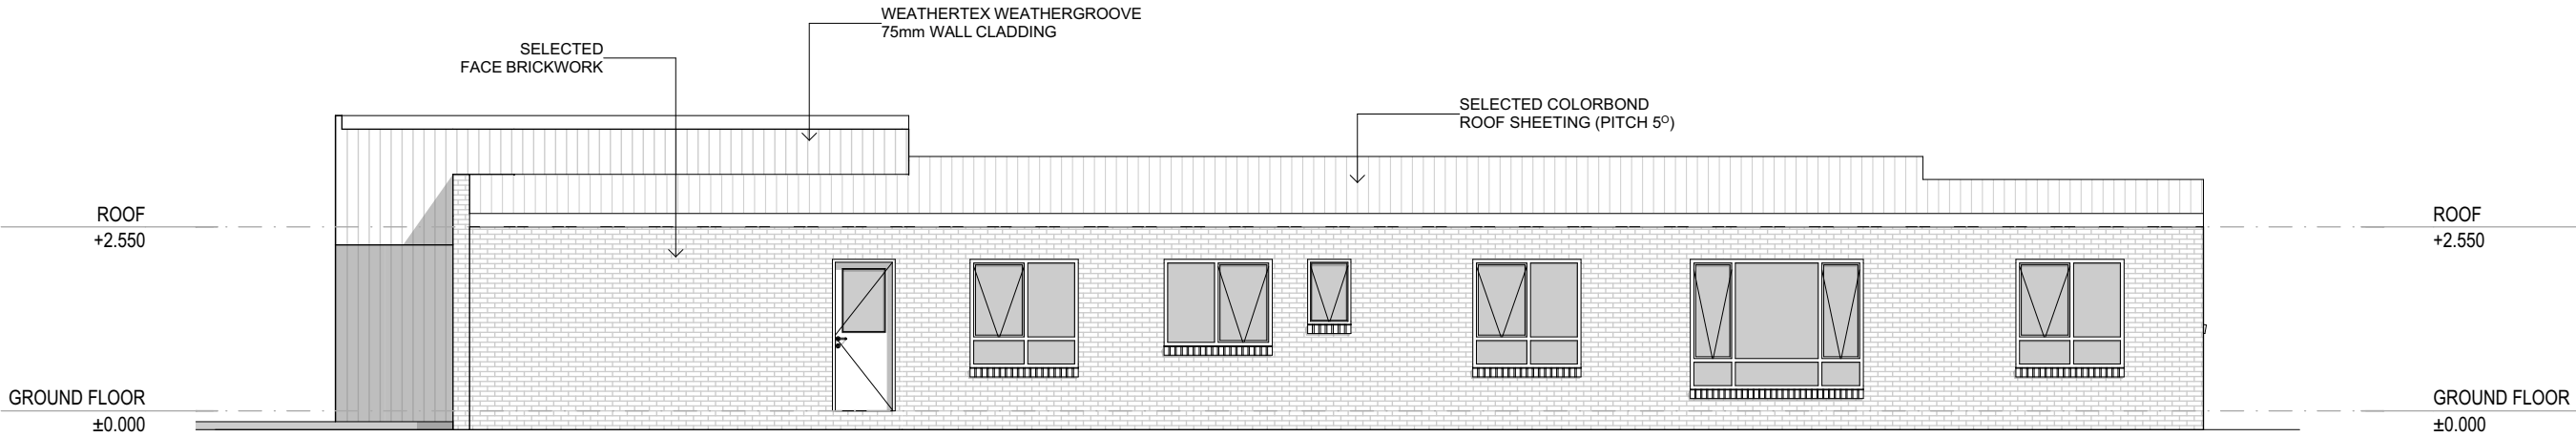 WEATHERTEX WEATHERGROOVE
75mm WALL CLADDING
SELECTED
FACE BRICKWORK
SELECTED COLORBOND
ROOF SHEETING (PITCH 5º)
ROOF
+2.550
ROOF
+2.550
GROUND FLOOR
±0.000
GROUND FLOOR
±0.000